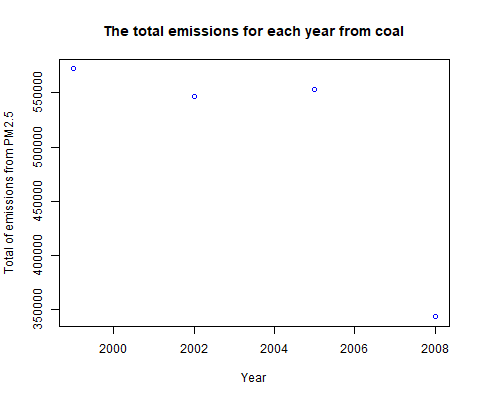 The total emissions for each year from coal
Total of emissions from PM2.5
550000
500000
450000
400000
350000
2000 2002 2004 2006 2008
Year